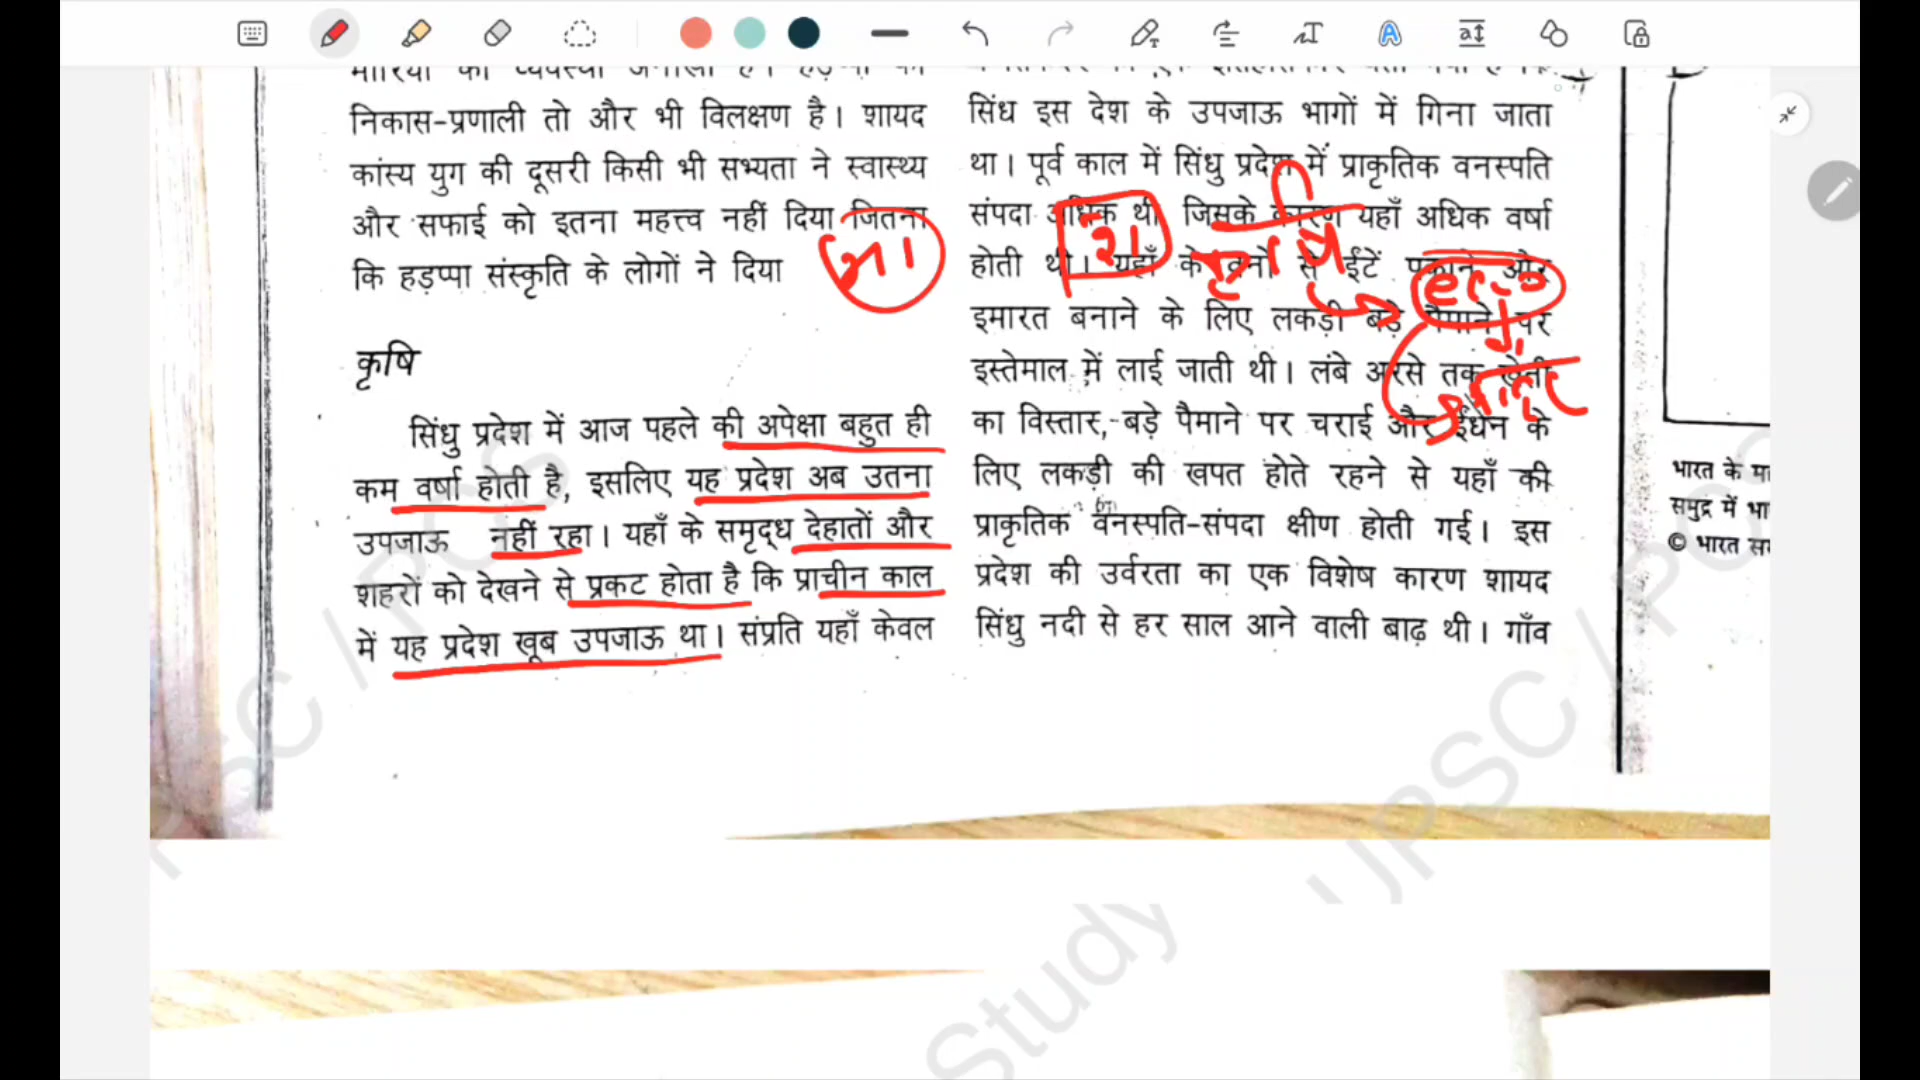 निकास-प्रणाली तो और भी विलक्षण है। शायद
कांस्य युग की दूसरी किसी भी सभ्यता ने स्वास्थ्य
और सफाई को इतना महत्त्व नहीं दिया जितना
कि हड़प्पा संस्कृति के लोगों ने दिया
कृषि
सिंधु प्रदेश में आज पहले की अपेक्षा बहुत ही
कम वर्षा होती है, इसलिए यह प्रदेश अब उतना
उपजाऊ नहीं रहा। यहाँ के समृद्ध देहातों और
शहरों को देखने से प्रकट होता है कि प्राचीन काल
में यह प्रदेश खूब उपजाऊ था। संप्रति यहाँ केवल
सिंध इस देश के उपजाऊ भागों में गिना जाता
था। पूर्व काल में सिंधु प्रदेश में प्राकृतिक वनस्पति
संपदा अधिक थी जिसके कारण यहाँ अधिक वर्षा
होती थी। यहाँ के वनों से ईंटें पकाने और
इमारत बनाने के लिए लकड़ी बड़े पैमाने पर
इस्तेमाल में लाई जाती थी। लंबे अरसे तक खेती
का विस्तार, बड़े पैमाने पर चराई और ईंधन के
लिए लकड़ी की खपत होते रहने से यहाँ की
प्राकृतिक वनस्पति-संपदा क्षीण होती गई। इस
प्रदेश की उर्वरता का एक विशेष कारण शायद
सिंधु नदी से हर साल आने वाली बाढ़ थी। गाँव
भारत के
समुद्र में
© भारत
कृषि
UPSC / PCS
Study